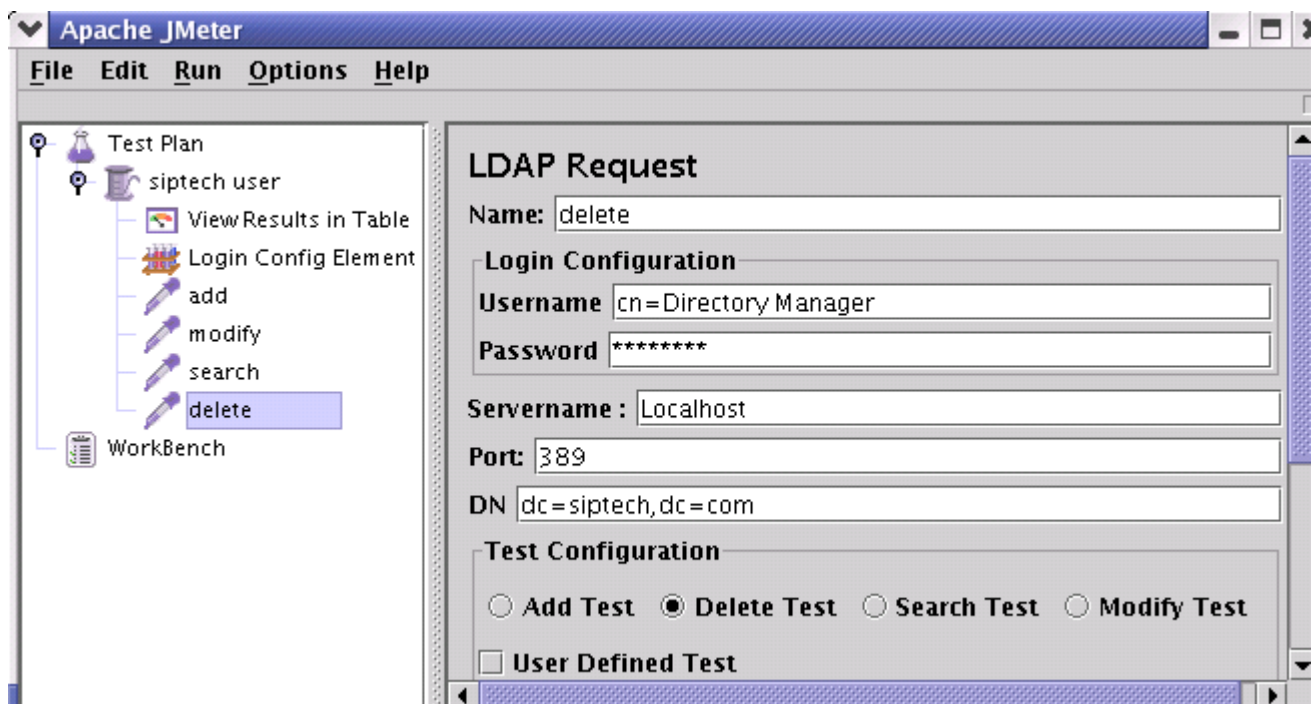 Apache JMeter
File Edit Run Options Help
Test Plan
siptech user
View Results in Table
Login Config Element
add
modify
search
delete
WorkBench
LDAP Request
Name: delete
Login Configuration
Username cn=Directory Manager
Password ********
Servername : Localhost
Port: 389
DN dc=siptech,dc=com
Test Configuration
Add Test Delete Test Search Test Modify Test
User Defined Test